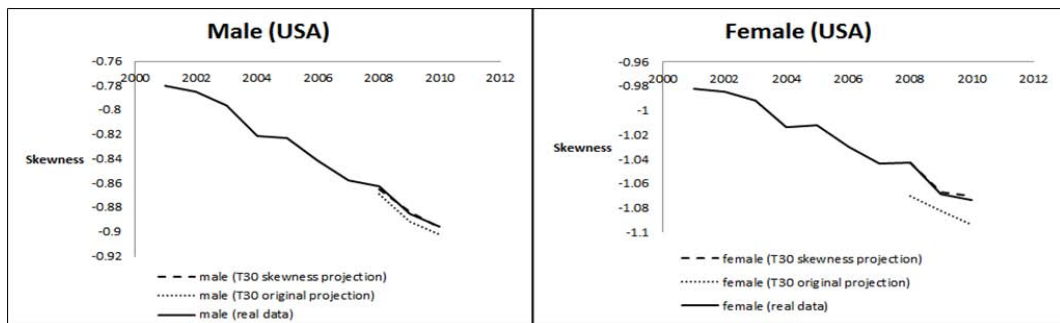 Male (USA)
-0.76
2000 2002 2004 2006 2008 2010 2012
-0.78
-0.8
-0.82
-0.84
Skewness
-0.86
-0.88
-0.9
-0.92
male (T30 skewness projection)
male (T30 original projection)
male (real data)
Female (USA)
-0.96
2000 2002 2004 2006 2008 2010 2012
-0.98
-1
-1.02
Skewness
-1.04
-1.06
-1.08
-1.1
female (T30 skewness projection)
female (T30 original projection)
female (real data)